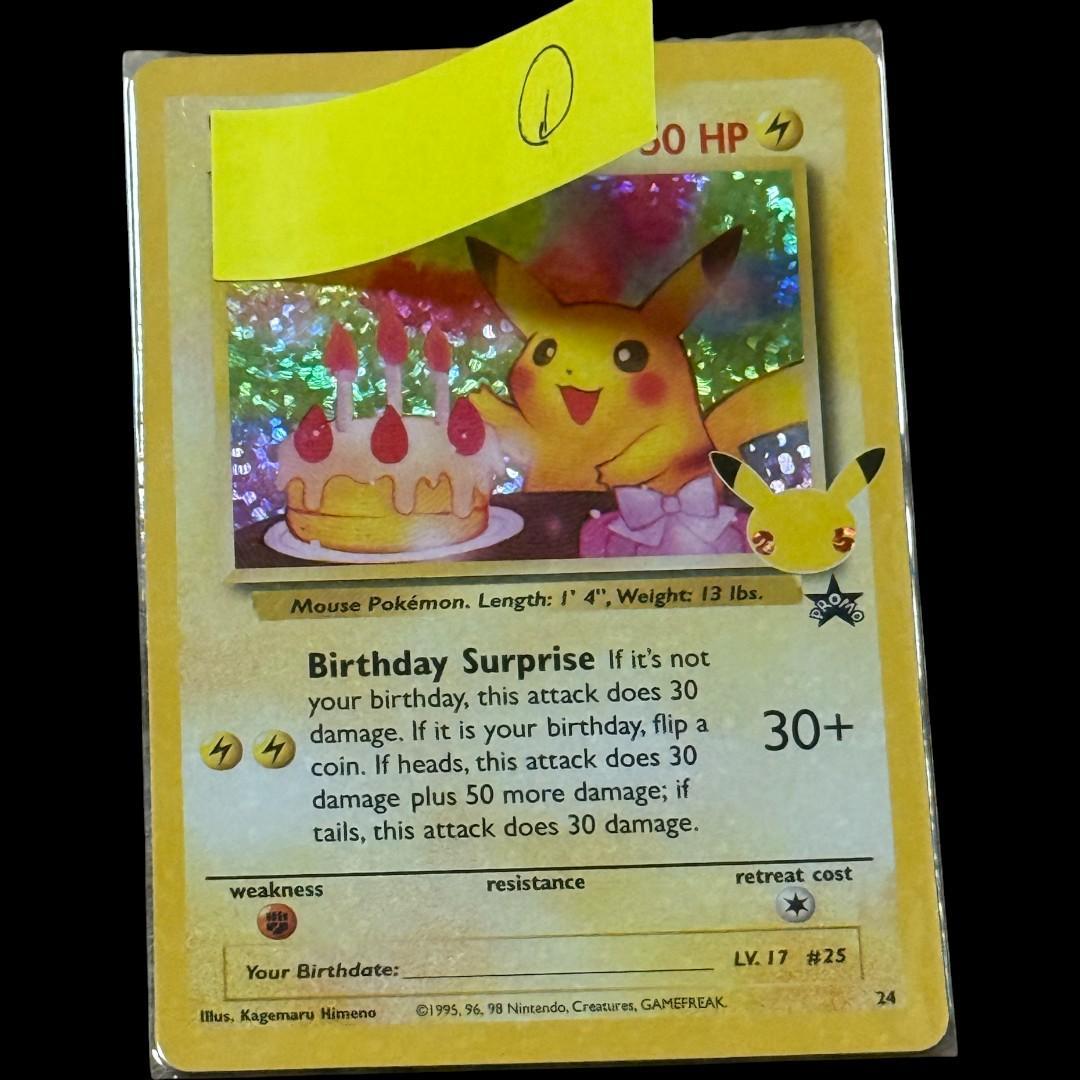 1
50 HP
Mouse Pokémon. Length: 1' 4", Weight: 13 lbs.
PROMO
Birthday Surprise If it's not
your birthday, this attack does 30
damage. If it is your birthday, flip a
coin. If heads, this attack does 30
damage plus 50 more damage; if
tails, this attack does 30 damage.
30+
weakness resistance retreat cost
Your Birthdate: LV. 17 #25
Illus. Kagemaru Himeno ©1995, 96, 98 Nintendo, Creatures, GAMEFREAK. 24